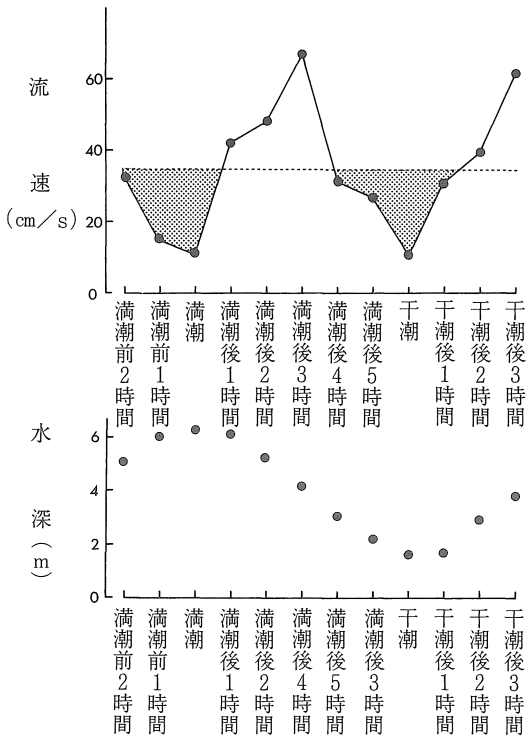 流速(cm/s)
60
40
20
0
満潮前2時間
満潮前1時間
満潮
満潮後1時間
満潮後2時間
満潮後3時間
満潮後4時間
満潮後5時間
干潮
干潮後1時間
干潮後2時間
干潮後3時間
水深(m)
6
4
2
0
満潮前2時間
満潮前1時間
満潮
満潮後1時間
満潮後2時間
満潮後4時間
満潮後5時間
満潮後3時間
干潮
干潮後1時間
干潮後2時間
干潮後3時間